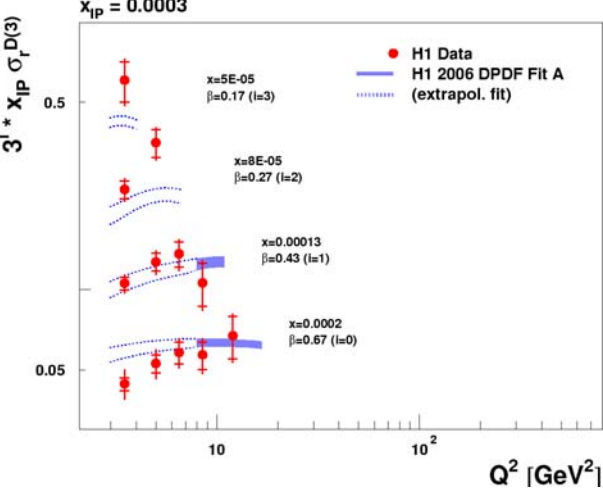 x_IP = 0.0003
3^i * x_IP σ_r^D(3)
H1 Data
H1 2006 DPDF Fit A
(extrapol. fit)
x=5E-05
β=0.17 (i=3)
0.5
x=8E-05
β=0.27 (i=2)
x=0.00013
β=0.43 (i=1)
x=0.0002
β=0.67 (i=0)
0.05
10
10^2
Q^2 [GeV^2]